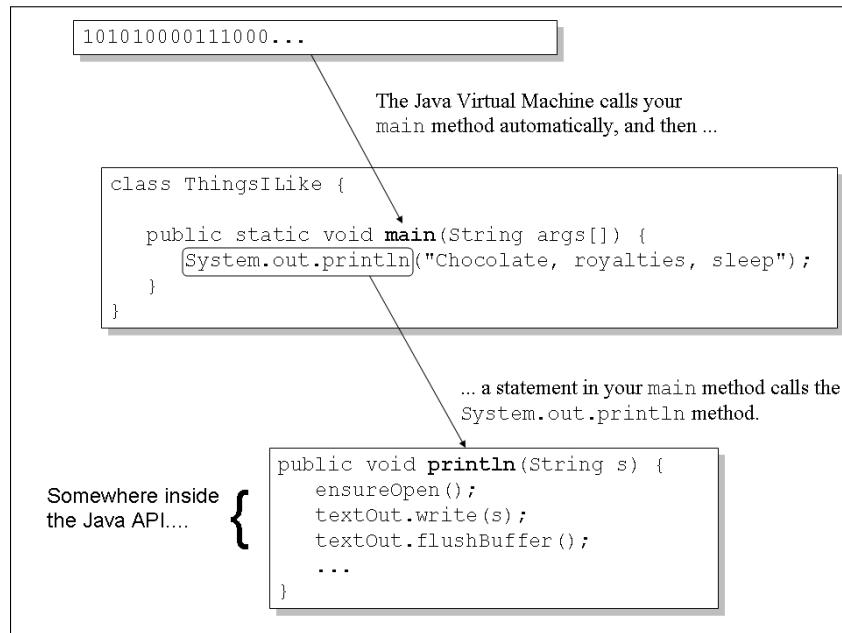 101010000111000...
The Java Virtual Machine calls your
main method automatically, and then ...
class ThingsILike {
public static void main(String args[]) {
System.out.println("Chocolate, royalties, sleep");
}
}
... a statement in your main method calls the
System.out.println method.
Somewhere inside
the Java API....
{
public void println(String s) {
ensureOpen();
textOut.write(s);
textOut.flushBuffer();
...
}